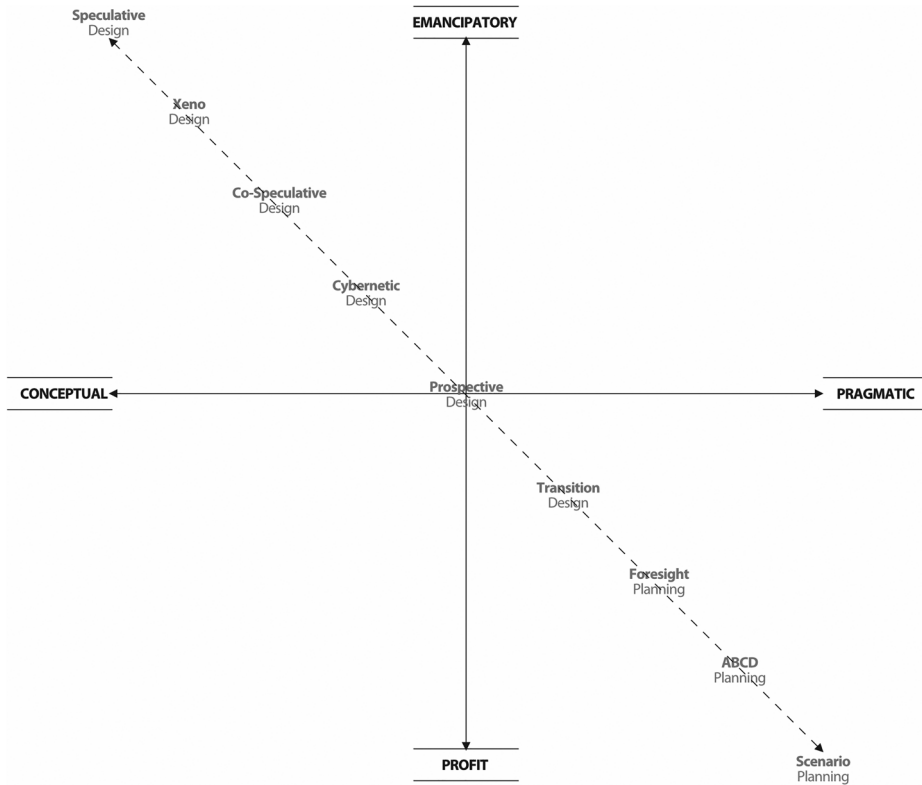 Speculative
Design
EMANCIPATORY
Xeno
Design
Co-Speculative
Design
Cybernetic
Design
CONCEPTUAL
Prospective
Design
PRAGMATIC
Transition
Design
Foresight
Planning
ABCD
Planning
PROFIT
Scenario
Planning